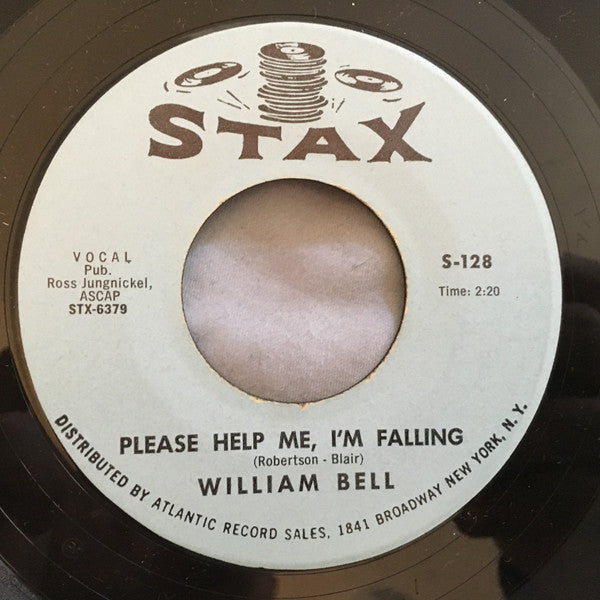 STAX
VOCAL
Pub.
Ross Jungnickel,
ASCAP
STX-6379
S-128
Time: 2:20
PLEASE HELP ME, I'M FALLING
(Robertson - Blair)
WILLIAM BELL
DISTRIBUTED BY ATLANTIC RECORD SALES, 1841 BROADWAY NEW YORK, N. Y.